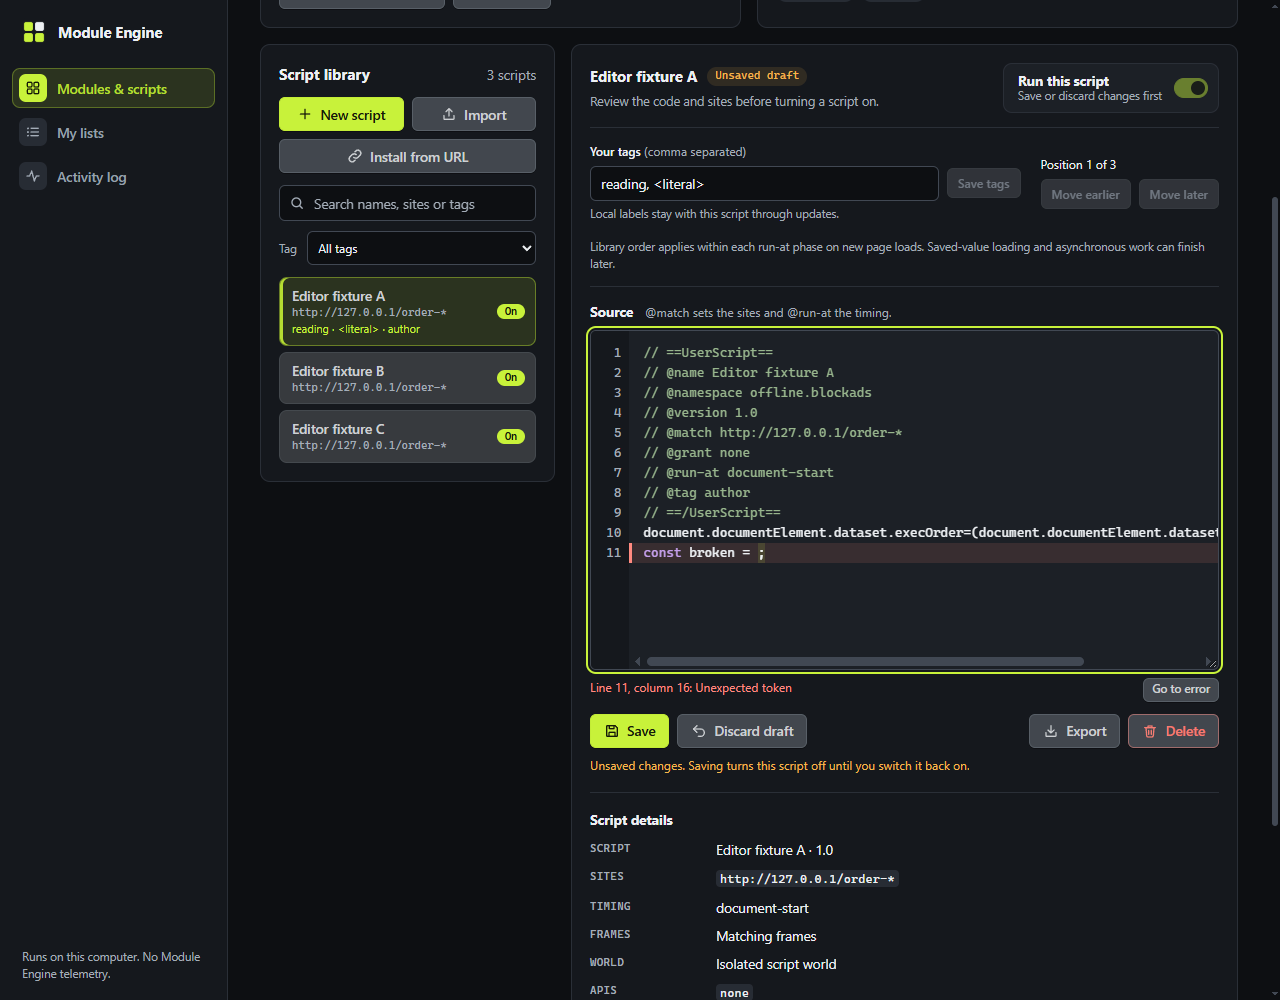 Module Engine
Modules & scripts
My lists
Activity log
Runs on this computer. No Module
Engine telemetry.
Script library
3 scripts
New script
Import
Install from URL
Search names, sites or tags
Tag
All tags
Editor fixture A
http://127.0.0.1/order-*
reading · <literal> · author
On
Editor fixture B
http://127.0.0.1/order-*
On
Editor fixture C
http://127.0.0.1/order-*
On
Editor fixture A
Unsaved draft
Review the code and sites before turning a script on.
Run this script
Save or discard changes first
Your tags (comma separated)
reading, <literal>
Save tags
Local labels stay with this script through updates.
Position 1 of 3
Move earlier
Move later
Library order applies within each run-at phase on new page loads. Saved-value loading and asynchronous work can finish
later.
Source
@match sets the sites and @run-at the timing.
1 // ==UserScript==
2 // @name Editor fixture A
3 // @namespace offline.blockads
4 // @version 1.0
5 // @match http://127.0.0.1/order-*
6 // @grant none
7 // @run-at document-start
8 // @tag author
9 // ==/UserScript==
10 document.documentElement.dataset.execOrder=(document.documentElement.dataset
11 const broken = ;
Line 11, column 16: Unexpected token
Go to error
Save
Discard draft
Export
Delete
Unsaved changes. Saving turns this script off until you switch it back on.
Script details
SCRIPT
Editor fixture A · 1.0
SITES
http://127.0.0.1/order-*
TIMING
document-start
FRAMES
Matching frames
WORLD
Isolated script world
APIS
none